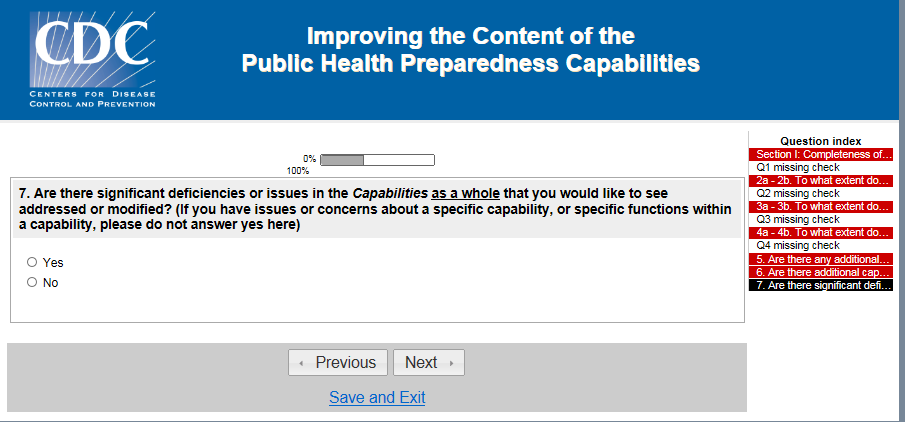 CDC
CENTERS FOR DISEASE
CONTROL AND PREVENTION
Improving the Content of the
Public Health Preparedness Capabilities
0%
100%
7. Are there significant deficiencies or issues in the Capabilities as a whole that you would like to see
addressed or modified? (If you have issues or concerns about a specific capability, or specific functions within
a capability, please do not answer yes here)
Yes
No
Previous
Next
Save and Exit
Question index
Section I: Completeness of...
Q1 missing check
2a - 2b. To what extent do...
Q2 missing check
3a - 3b. To what extent do...
Q3 missing check
4a - 4b. To what extent do...
Q4 missing check
5. Are there any additional...
6. Are there additional cap...
7. Are there significant defi...